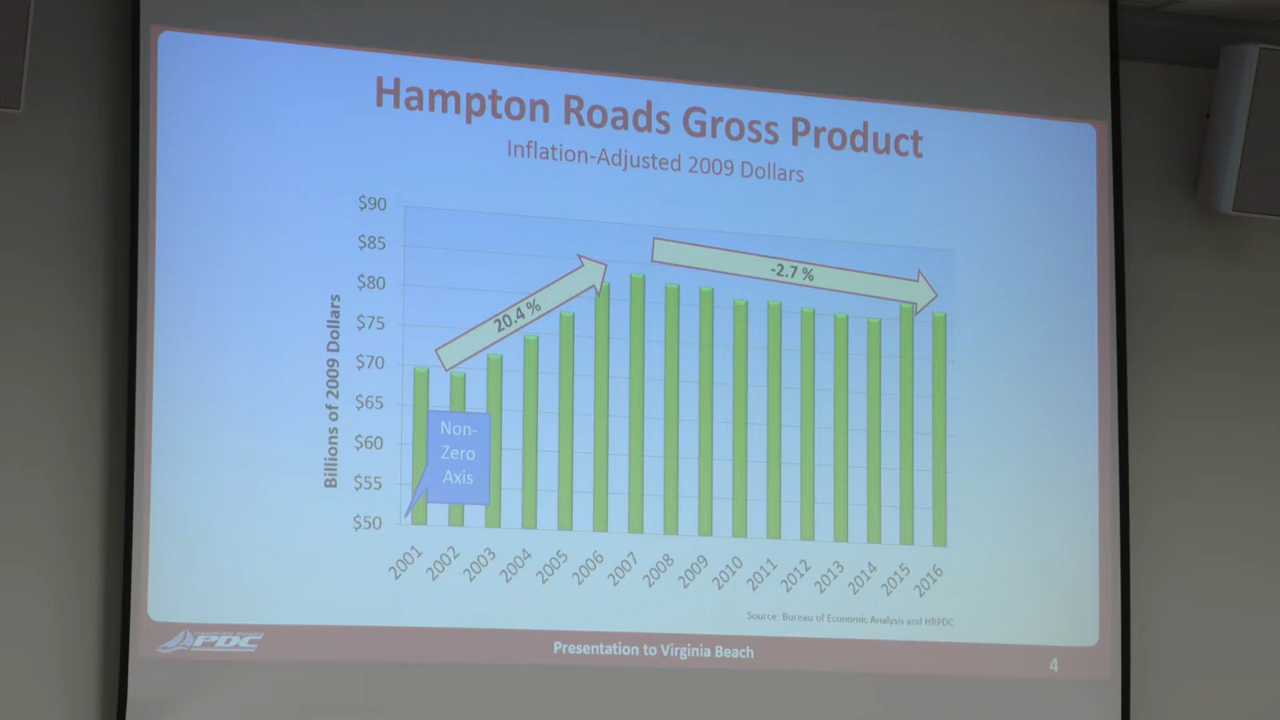 Hampton Roads Gross Product
Inflation-Adjusted 2009 Dollars
Billions of 2009 Dollars
$90
$85
$80
$75
$70
$65
$60
$55
$50
20.4 %
-2.7 %
Non-
Zero
Axis
2001
2002
2003
2004
2005
2006
2007
2008
2009
2010
2011
2012
2013
2014
2015
2016
Source: Bureau of Economic Analysis and HRPDC
HAMPTON ROADS
PDC
Presentation to Virginia Beach
4